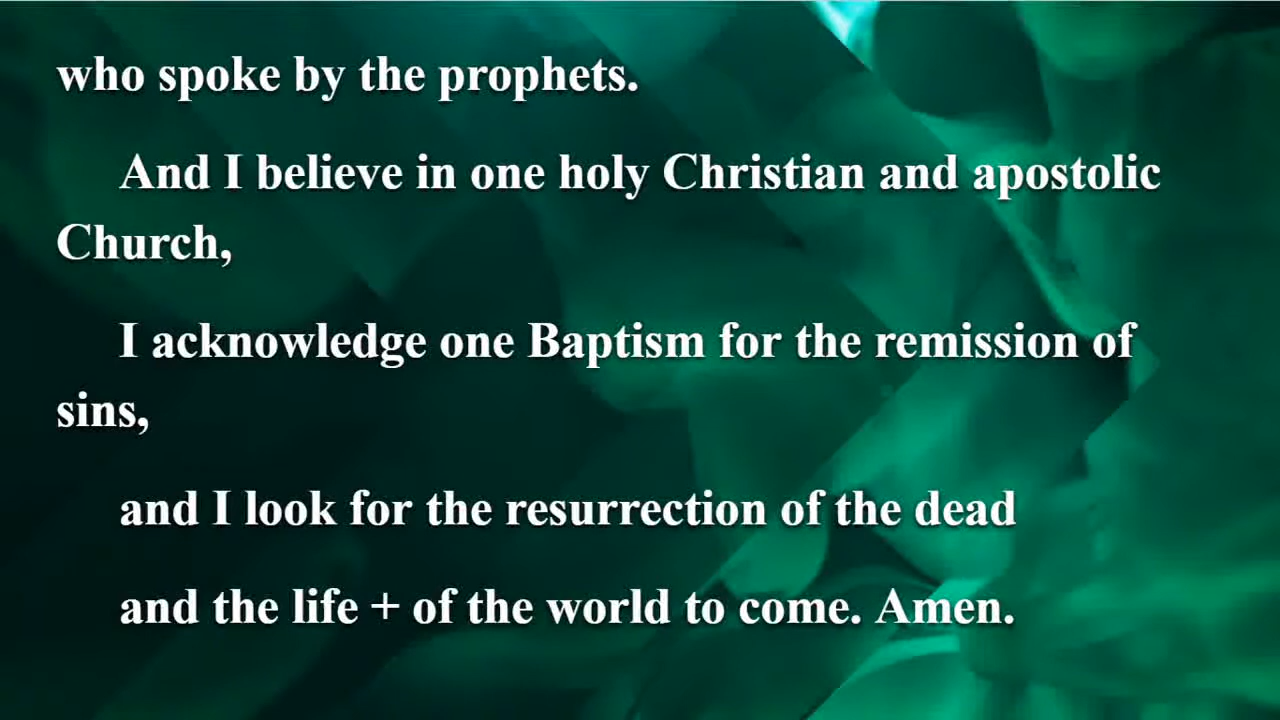 who spoke by the prophets.
And I believe in one holy Christian and apostolic
Church,
I acknowledge one Baptism for the remission of
sins,
and I look for the resurrection of the dead
and the life + of the world to come. Amen.